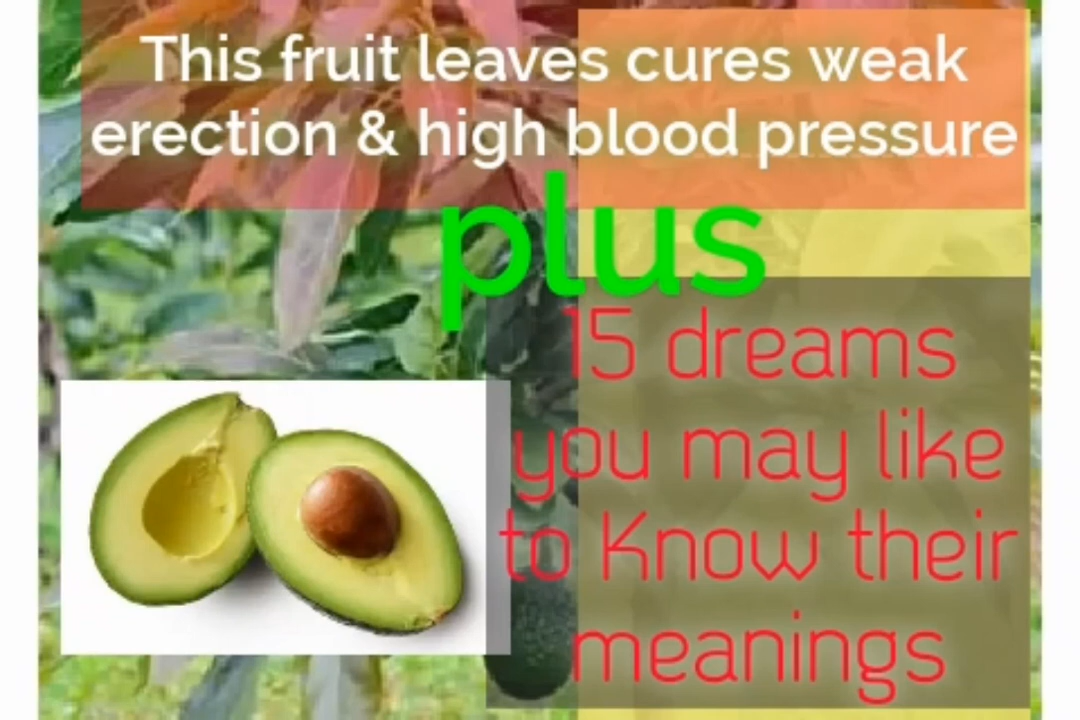 This fruit leaves cures weak
erection & high blood pressure
plus
15 dreams
you may like
to Know their
meanings